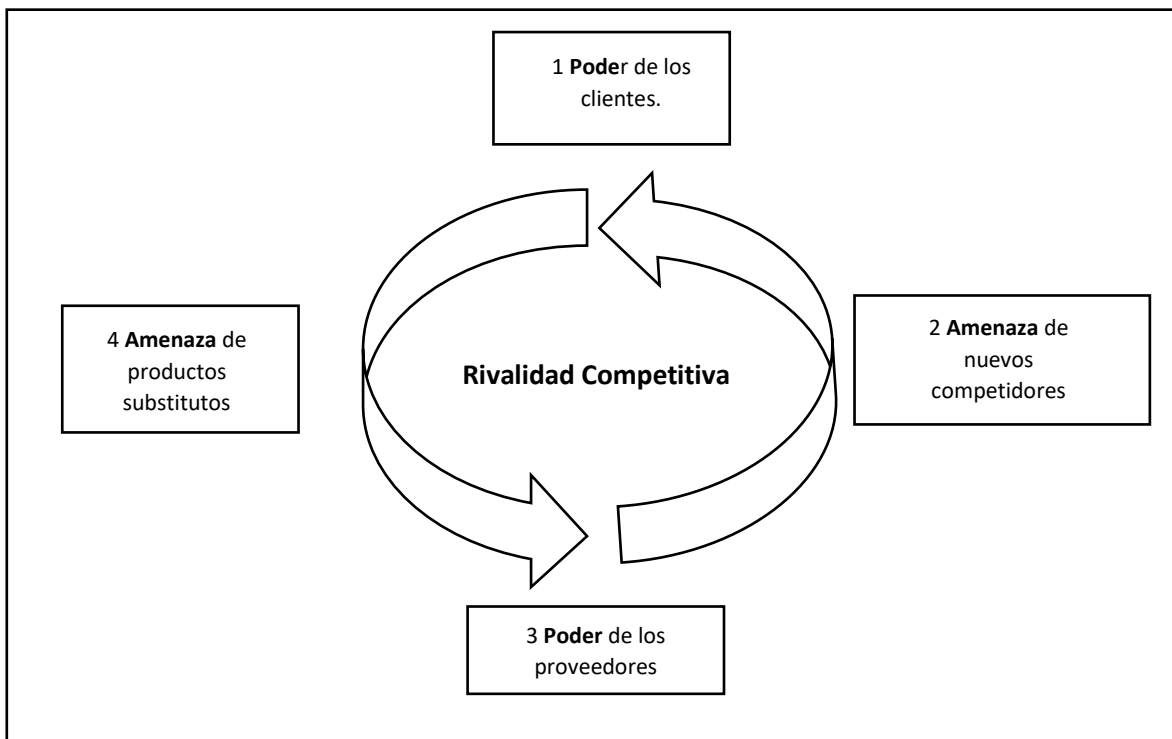 1 Poder de los
clientes.
4 Amenaza de
productos
substitutos
Rivalidad Competitiva
2 Amenaza de
nuevos
competidores
3 Poder de los
proveedores